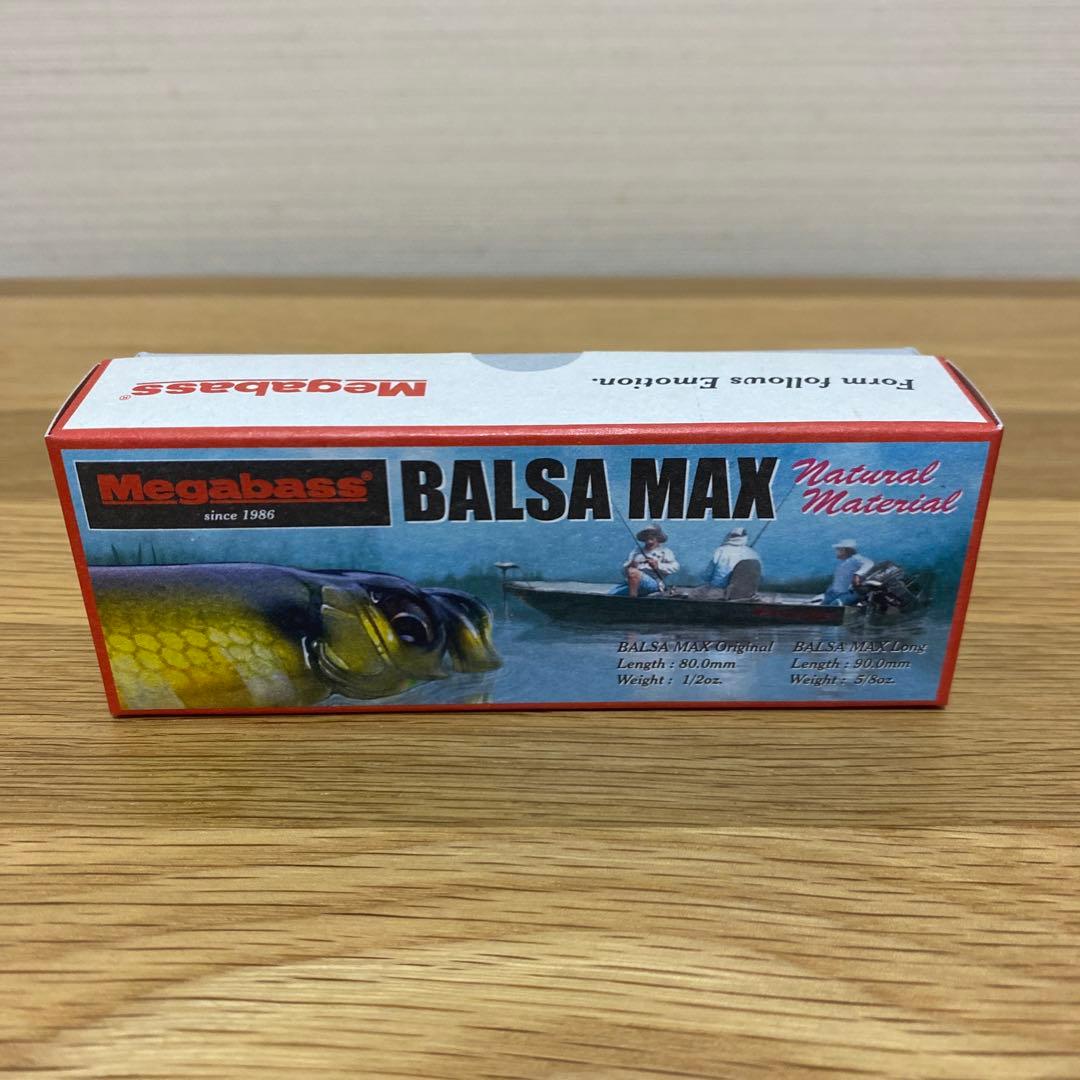 Megabass®
Form follows Emotion.
Megabass®
since 1986
BALSA MAX
Natural
Material
BALSA MAX Original
Length : 80.0mm
Weight : 1/2oz.
BALSA MAX Long
Length : 90.0mm
Weight : 5/8oz.